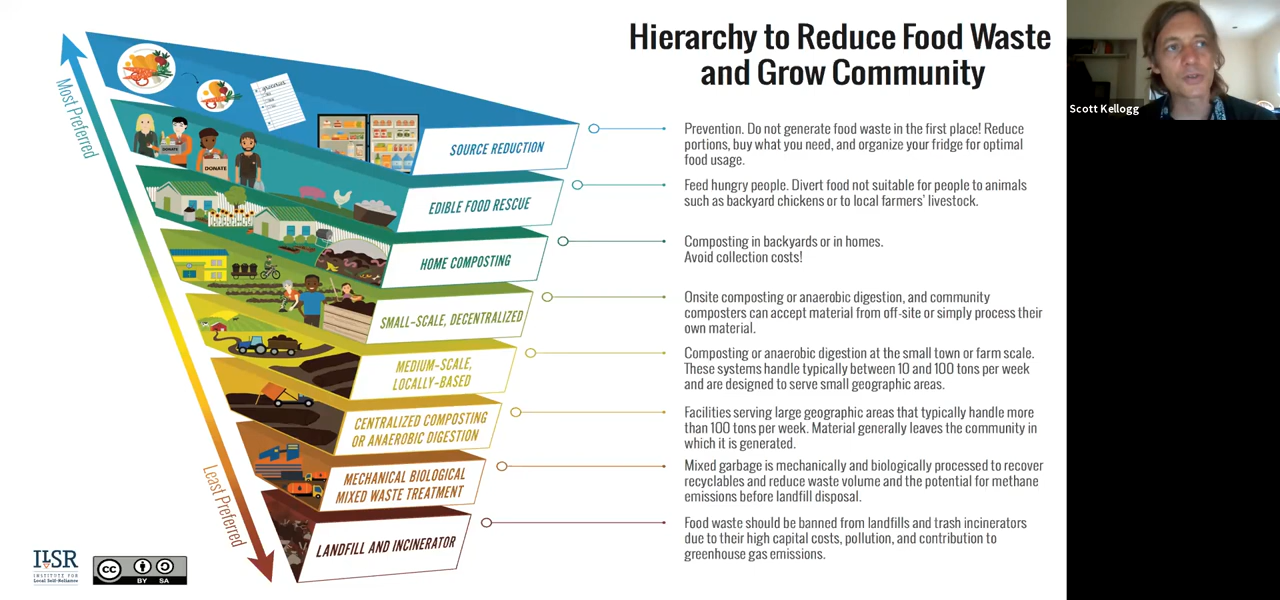 Hierarchy to Reduce Food Waste
and Grow Community
Scott Kellogg
Most Preferred
Least Preferred
groceries
DONATE
DONATE
SOURCE REDUCTION
Prevention. Do not generate food waste in the first place! Reduce
portions, buy what you need, and organize your fridge for optimal
food usage.
EDIBLE FOOD RESCUE
Feed hungry people. Divert food not suitable for people to animals
such as backyard chickens or to local farmers' livestock.
HOME COMPOSTING
Composting in backyards or in homes.
Avoid collection costs!
SMALL-SCALE, DECENTRALIZED
Onsite composting or anaerobic digestion, and community
composters can accept material from off-site or simply process their
own material.
MEDIUM-SCALE,
LOCALLY-BASED
Composting or anaerobic digestion at the small town or farm scale.
These systems handle typically between 10 and 100 tons per week
and are designed to serve small geographic areas.
CENTRALIZED COMPOSTING
OR ANAEROBIC DIGESTION
Facilities serving large geographic areas that typically handle more
than 100 tons per week. Material generally leaves the community in
which it is generated.
MECHANICAL BIOLOGICAL
MIXED WASTE TREATMENT
Mixed garbage is mechanically and biologically processed to recover
recyclables and reduce waste volume and the potential for methane
emissions before landfill disposal.
LANDFILL AND INCINERATOR
Food waste should be banned from landfills and trash incinerators
due to their high capital costs, pollution, and contribution to
greenhouse gas emissions.
ILSR
INSTITUTE FOR
Local Self-Reliance
cc
BY SA